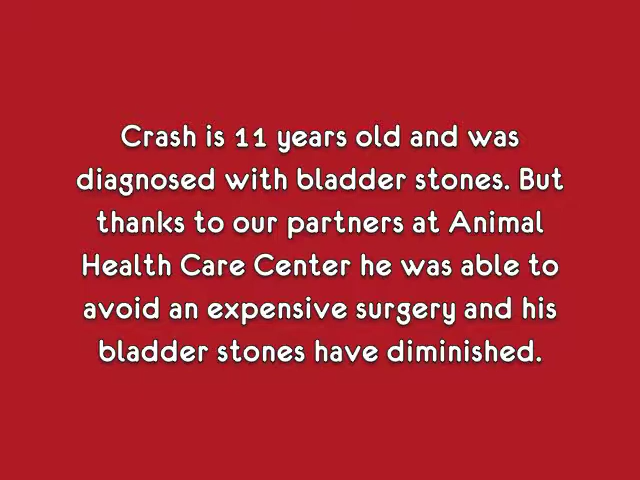 Crash is 11 years old and was
diagnosed with bladder stones. But
thanks to our partners at Animal
Health Care Center he was able to
avoid an expensive surgery and his
bladder stones have diminished.